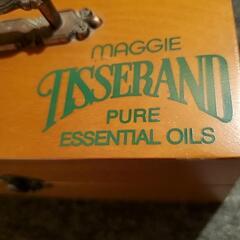 MAGGIE
TISSERAND
PURE
ESSENTIAL OILS